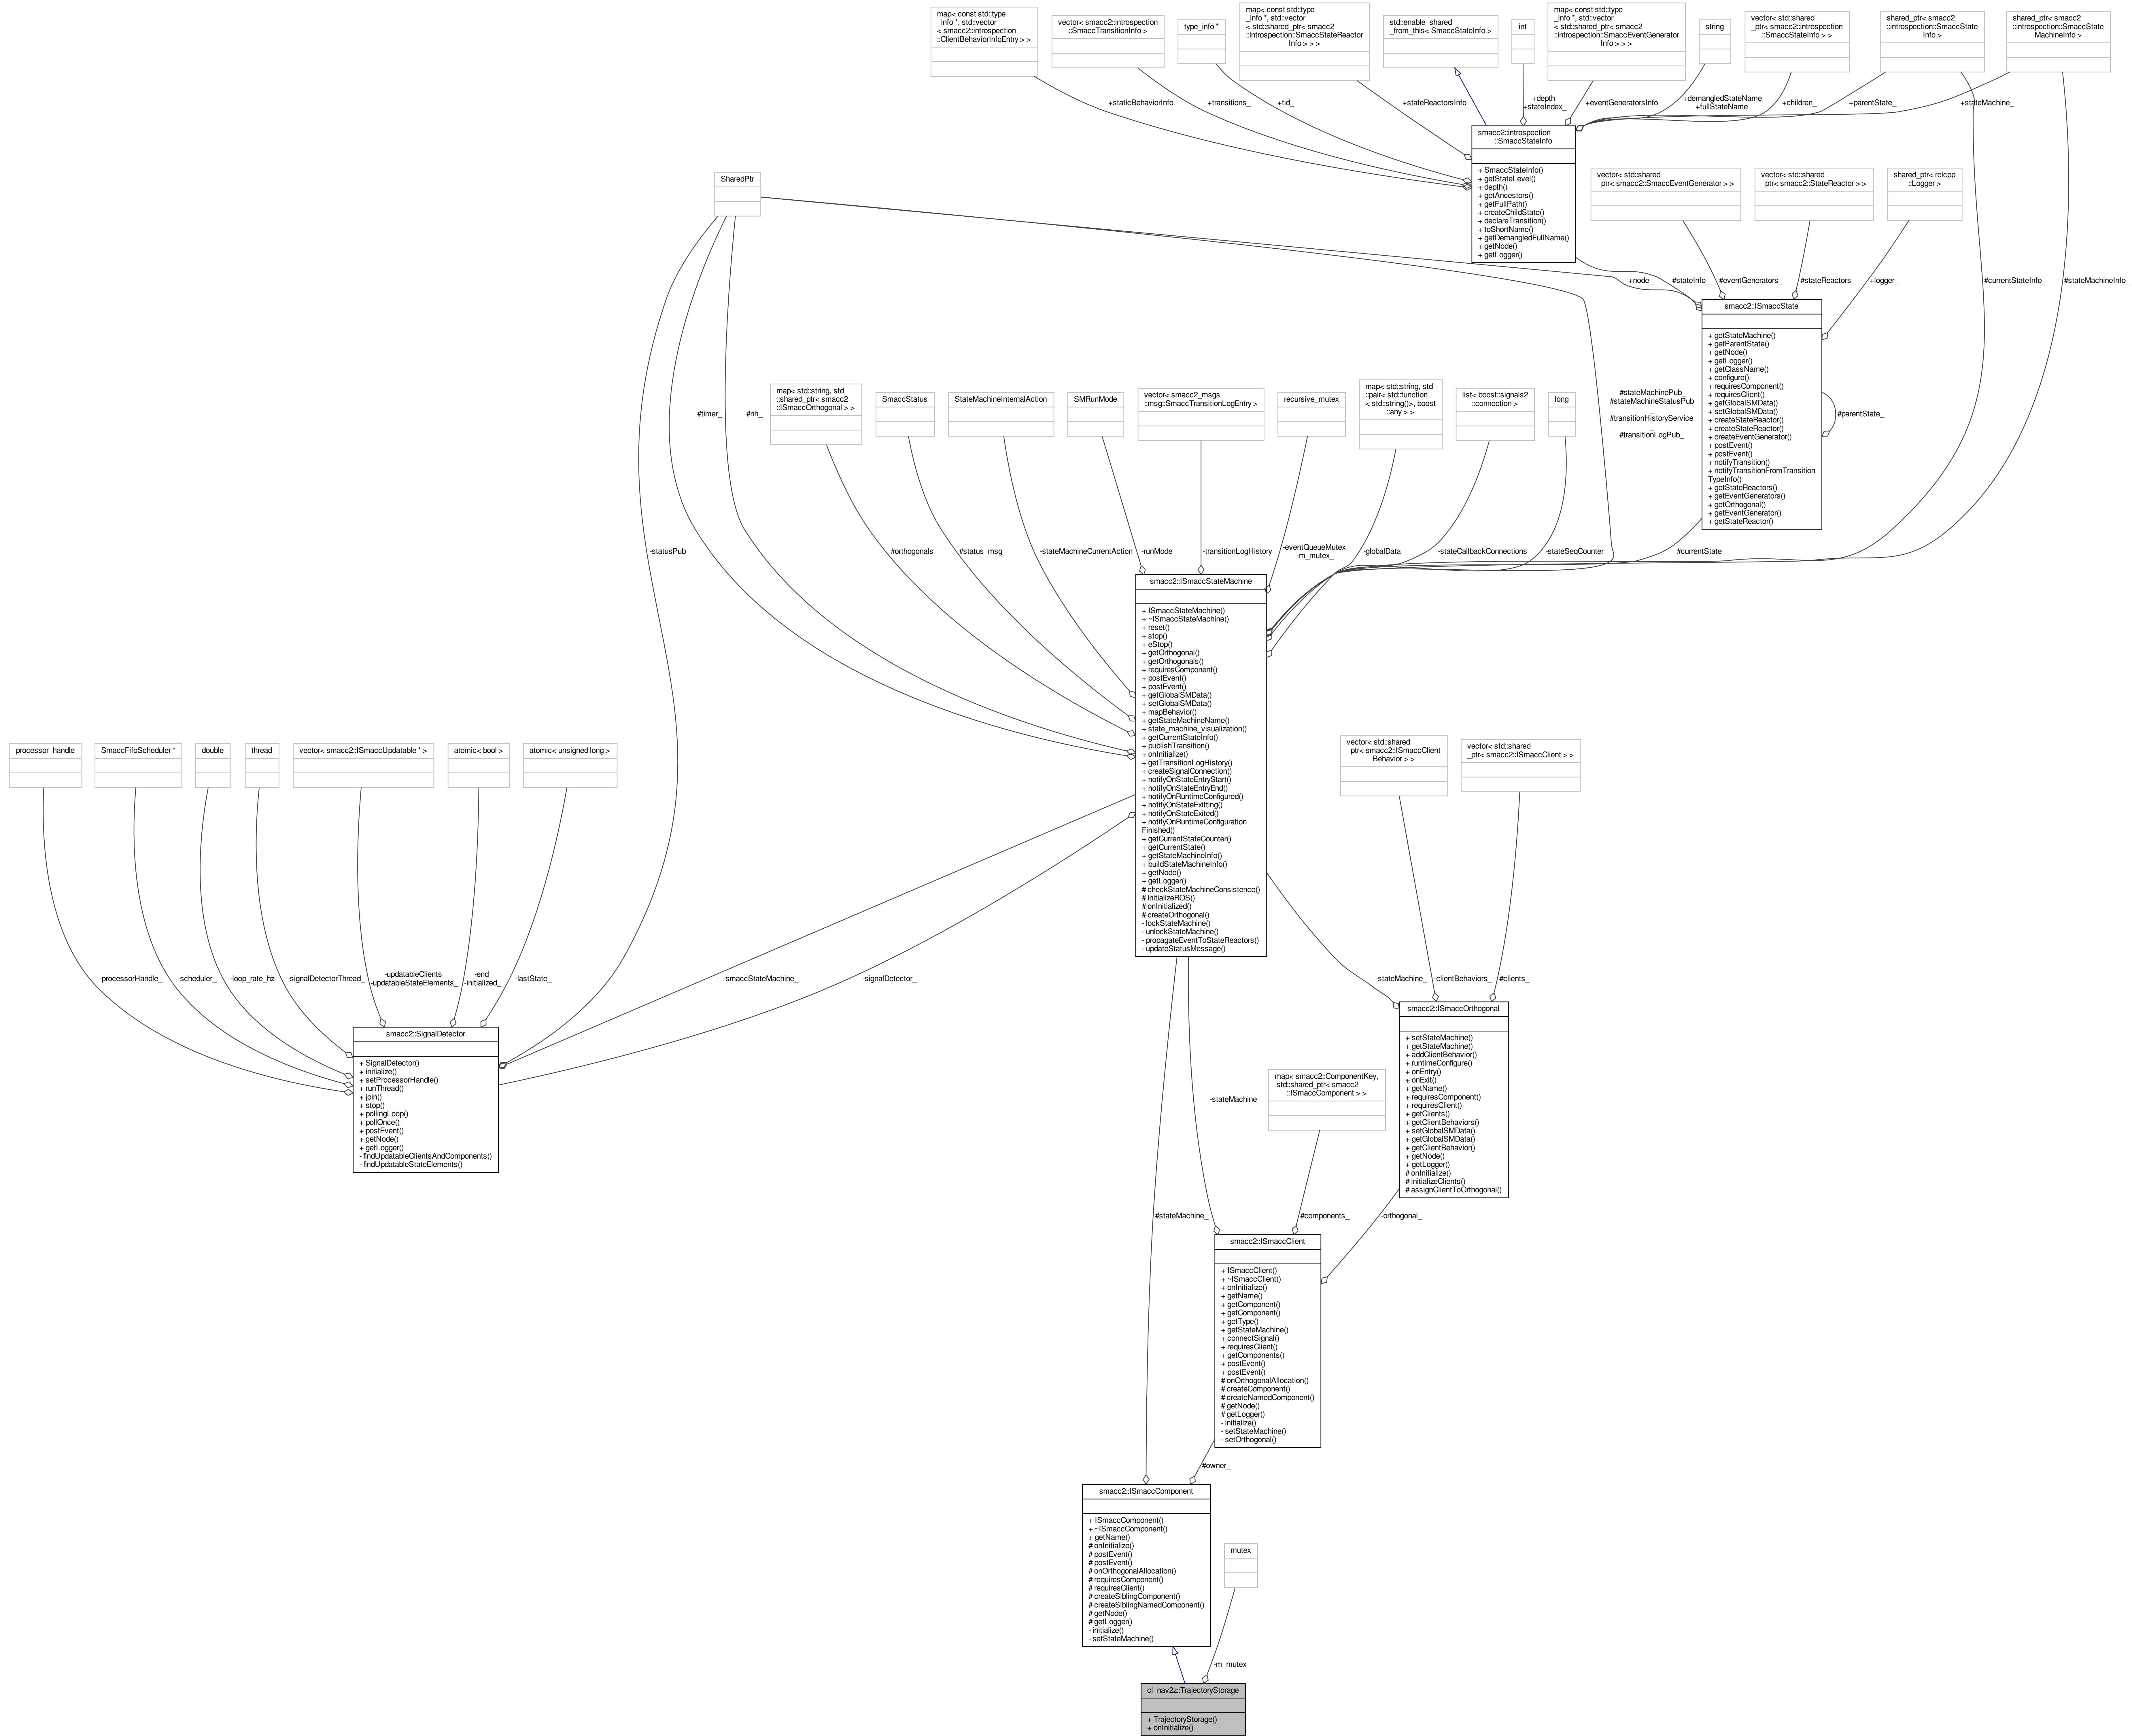 map< const std::type
_info *, std::vector
< smacc2::introspection
::ClientBehaviorInfoEntry > >
vector< smacc2::introspection
::SmaccTransitionInfo >
type_info *
map< const std::type
_info *, std::vector
< std::shared_ptr< smacc2
::introspection::SmaccStateReactor
Info > > >
std::enable_shared
_from_this< SmaccStateInfo >
int
map< const std::type
_info *, std::vector
< std::shared_ptr< smacc2
::introspection::SmaccEventGenerator
Info > > >
string
vector< std::shared
_ptr< smacc2::introspection
::SmaccStateInfo > >
shared_ptr< smacc2
::introspection::SmaccState
Info >
shared_ptr< smacc2
::introspection::SmaccState
MachineInfo >
+staticBehaviorInfo
+transitions_
+tid_
+stateReactorsInfo
+depth_
+stateIndex_
+eventGeneratorsInfo
+demangledStateName
+fullStateName
+children_
+parentState_
+stateMachine_
smacc2::introspection
::SmaccStateInfo
+ SmaccStateInfo()
+ getStateLevel()
+ depth()
+ getAncestors()
+ getFullPath()
+ createChildState()
+ declareTransition()
+ toShortName()
+ getDemangledFullName()
+ getNode()
+ getLogger()
SharedPtr
vector< std::shared
_ptr< smacc2::SmaccEventGenerator > >
vector< std::shared
_ptr< smacc2::StateReactor > >
shared_ptr< rclcpp
::Logger >
+node_
#stateInfo_
#eventGenerators_
#stateReactors_
+logger_
#currentStateInfo_
#stateMachineInfo_
smacc2::ISmaccState
+ getStateMachine()
+ getParentState()
+ getNode()
+ getLogger()
+ getClassName()
+ configure()
+ requiresComponent()
+ requiresClient()
+ getGlobalSMData()
+ setGlobalSMData()
+ createStateReactor()
+ createStateReactor()
+ createEventGenerator()
+ postEvent()
+ postEvent()
+ notifyTransition()
+ notifyTransitionFromTransition
TypeInfo()
+ getStateReactors()
+ getEventGenerators()
+ getOrthogonal()
+ getEventGenerator()
+ getStateReactor()
#parentState_
#timer_
#nh_
map< std::string, std
::shared_ptr< smacc2
::ISmaccOrthogonal > >
SmaccStatus
StateMachineInternalAction
SMRunMode
vector< smacc2_msgs
::msg::SmaccTransitionLogEntry >
recursive_mutex
map< std::string, std
::pair< std::function
< std::string()>, boost
::any > >
list< boost::signals2
::connection >
long
#stateMachinePub_
#stateMachineStatusPub
_
#transitionHistoryService
_
#transitionLogPub_
-statusPub_
#orthogonals_
#status_msg_
-stateMachineCurrentAction
-runMode_
-transitionLogHistory_
-eventQueueMutex_
-m_mutex_
-globalData_
-stateCallbackConnections
-stateSeqCounter_
#currentState_
smacc2::ISmaccStateMachine
+ ISmaccStateMachine()
+ ~ISmaccStateMachine()
+ reset()
+ stop()
+ eStop()
+ getOrthogonal()
+ getOrthogonals()
+ requiresComponent()
+ postEvent()
+ postEvent()
+ getGlobalSMData()
+ setGlobalSMData()
+ mapBehavior()
+ getStateMachineName()
+ state_machine_visualization()
+ getCurrentStateInfo()
+ publishTransition()
+ onInitialize()
+ getTransitionLogHistory()
+ createSignalConnection()
+ notifyOnStateEntryStart()
+ notifyOnStateEntryEnd()
+ notifyOnRuntimeConfigured()
+ notifyOnStateExitting()
+ notifyOnStateExited()
+ notifyOnRuntimeConfiguration
Finished()
+ getCurrentStateCounter()
+ getCurrentState()
+ getStateMachineInfo()
+ buildStateMachineInfo()
+ getNode()
+ getLogger()
# checkStateMachineConsistence()
# initializeROS()
# onInitialized()
# createOrthogonal()
- lockStateMachine()
- unlockStateMachine()
- propagateEventToStateReactors()
- updateStatusMessage()
processor_handle
SmaccFifoScheduler *
double
thread
vector< smacc2::ISmaccUpdatable * >
atomic< bool >
atomic< unsigned long >
vector< std::shared
_ptr< smacc2::ISmaccClient
Behavior > >
vector< std::shared
_ptr< smacc2::ISmaccClient > >
-processorHandle_
-scheduler_
-loop_rate_hz
-signalDetectorThread_
-updatableClients_
-updatableStateElements_
-end_
-initialized_
-lastState_
-smaccStateMachine_
-signalDetector_
-stateMachine_
-clientBehaviors_
#clients_
smacc2::SignalDetector
+ SignalDetector()
+ initialize()
+ setProcessorHandle()
+ runThread()
+ join()
+ stop()
+ pollingLoop()
+ pollOnce()
+ postEvent()
+ getNode()
+ getLogger()
- findUpdatableClientsAndComponents()
- findUpdatableStateElements()
smacc2::ISmaccOrthogonal
+ setStateMachine()
+ getStateMachine()
+ addClientBehavior()
+ runtimeConfigure()
+ onEntry()
+ onExit()
+ getName()
+ requiresComponent()
+ requiresClient()
+ getClients()
+ getClientBehaviors()
+ setGlobalSMData()
+ getGlobalSMData()
+ getClientBehavior()
+ getNode()
+ getLogger()
# onInitialize()
# initializeClients()
# assignClientToOrthogonal()
map< smacc2::ComponentKey,
std::shared_ptr< smacc2
::ISmaccComponent > >
-stateMachine_
#stateMachine_
#components_
-orthogonal_
smacc2::ISmaccClient
+ ISmaccClient()
+ ~ISmaccClient()
+ onInitialize()
+ getName()
+ getComponent()
+ getComponent()
+ getType()
+ getStateMachine()
+ connectSignal()
+ requiresClient()
+ getComponents()
+ postEvent()
+ postEvent()
# onOrthogonalAllocation()
# createComponent()
# createNamedComponent()
# getNode()
# getLogger()
- initialize()
- setStateMachine()
- setOrthogonal()
#owner_
smacc2::ISmaccComponent
+ ISmaccComponent()
+ ~ISmaccComponent()
+ getName()
# onInitialize()
# postEvent()
# postEvent()
# onOrthogonalAllocation()
# requiresComponent()
# requiresClient()
# createSiblingComponent()
# createSiblingNamedComponent()
# getNode()
# getLogger()
- initialize()
- setStateMachine()
mutex
-m_mutex_
cl_nav2z::TrajectoryStorage
+ TrajectoryStorage()
+ onInitialize()